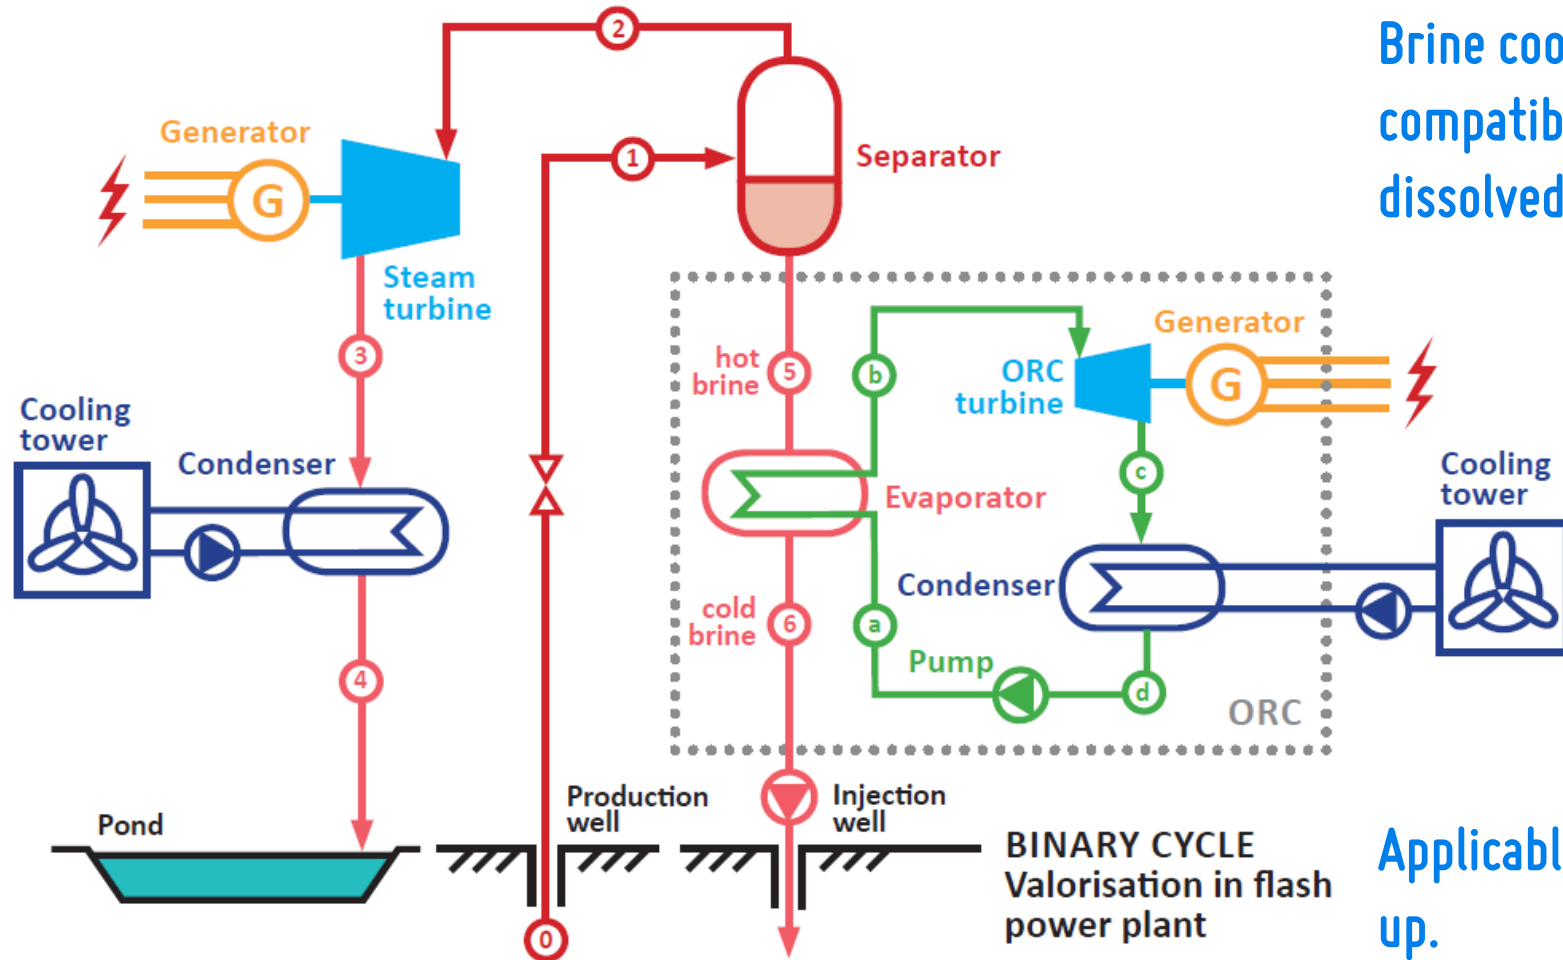 2
Brine coo
compatib
dissolved
Generator
G
1
Separator
Steam
turbine
3
hot
brine
5
b
ORC
turbine
Generator
G
Cooling
tower
Condenser
c
Evaporator
Cooling
tower
Condenser
cold
brine
6
a
Pump
4
d
ORC
Pond
Production
well
Injection
well
BINARY CYCLE
Valorisation in flash
power plant
Applicabl
up.
0